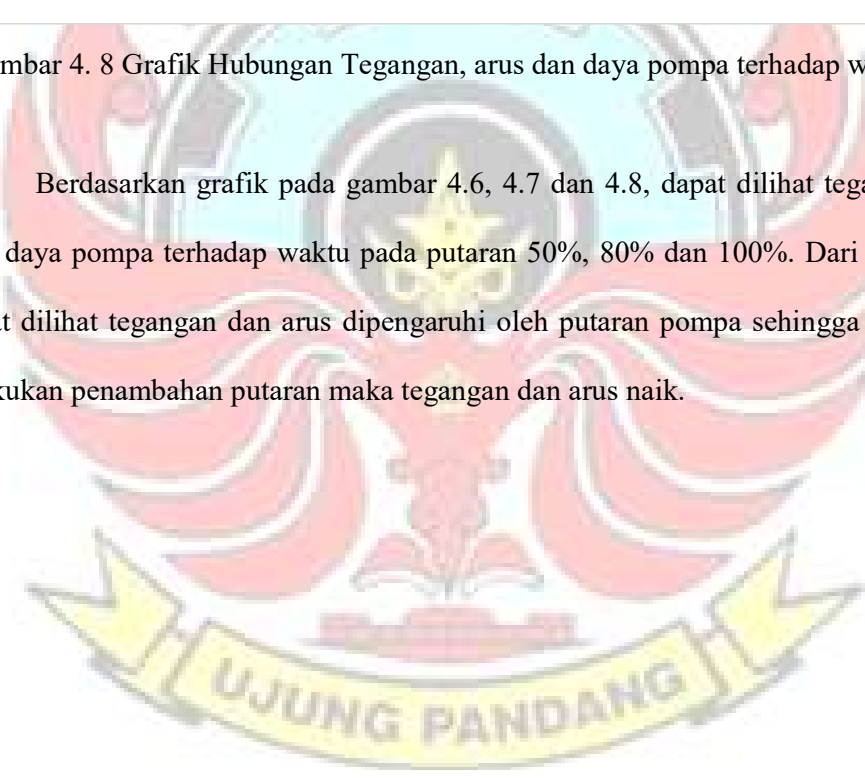 mbar 4. 8 Grafik Hubungan Tegangan, arus dan daya pompa terhadap w
Berdasarkan grafik pada gambar 4.6, 4.7 dan 4.8, dapat dilihat tega
daya pompa terhadap waktu pada putaran 50%, 80% dan 100%. Dari
t dilihat tegangan dan arus dipengaruhi oleh putaran pompa sehingga
kukan penambahan putaran maka tegangan dan arus naik.
UJUNG PANDANG